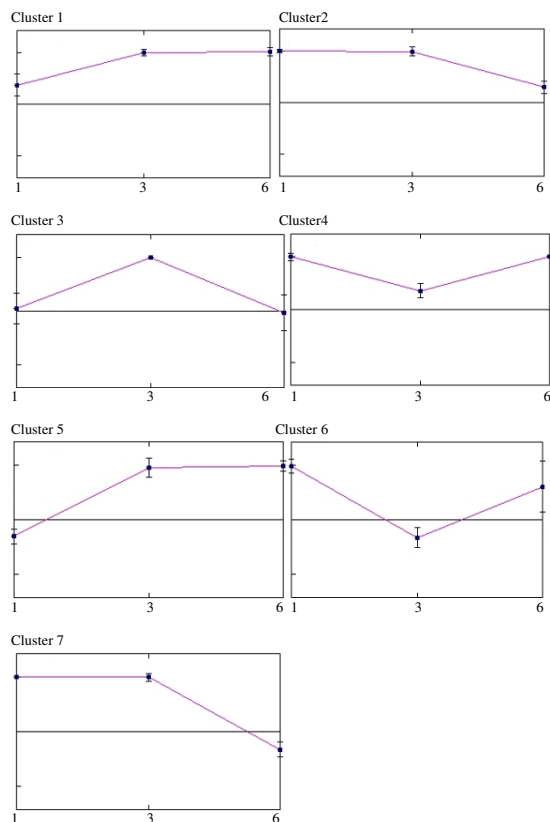 Cluster 1
Cluster2
1 3 6 1 3 6
Cluster 3
Cluster4
1 3 6 1 3 6
Cluster 5
Cluster 6
1 3 6 1 3 6
Cluster 7
1 3 6